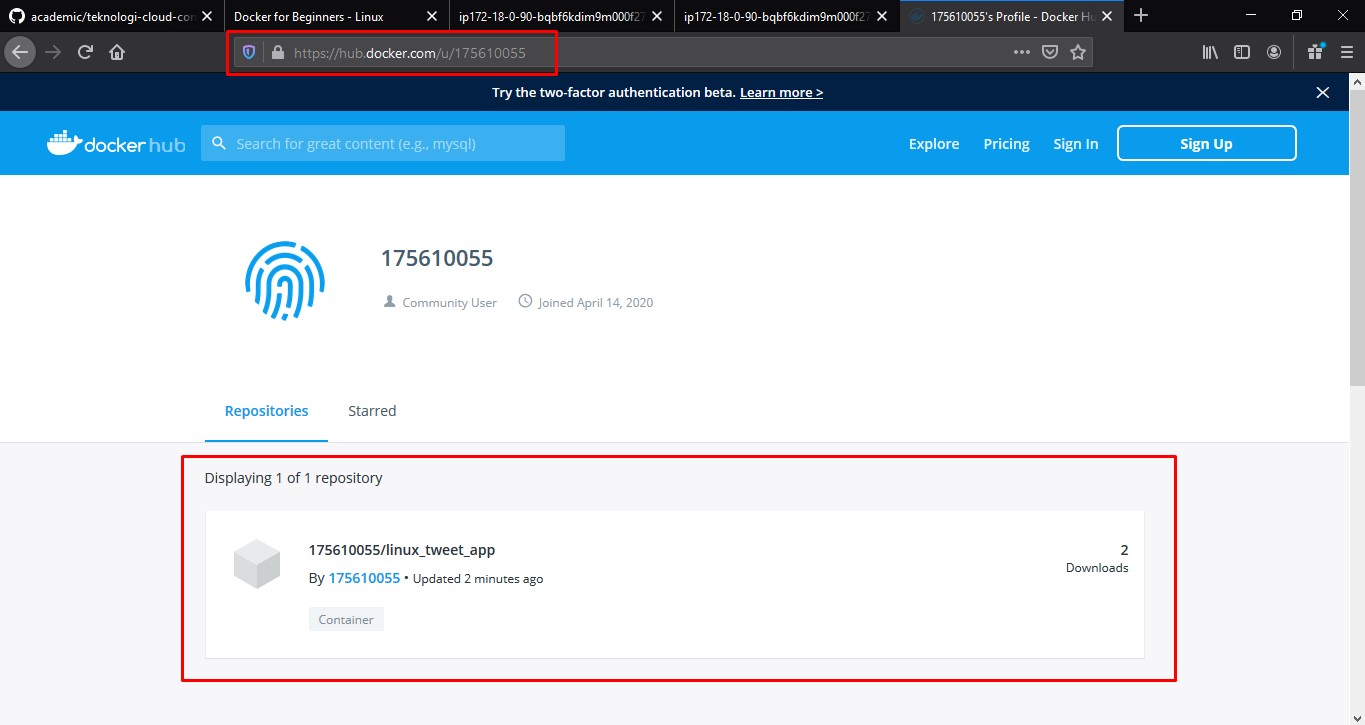 academic/teknologi-cloud-con
Docker for Beginners - Linux
ip172-18-0-90-bqbf6kdim9m000f27
ip172-18-0-90-bqbf6kdim9m000f27
175610055's Profile - Docker Hu
https://hub.docker.com/u/175610055
Try the two-factor authentication beta. Learn more >
docker hub
Search for great content (e.g., mysql)
Explore
Pricing
Sign In
Sign Up
175610055
Community User
Joined April 14, 2020
Repositories
Starred
Displaying 1 of 1 repository
175610055/linux_tweet_app
2
By 175610055 • Updated 2 minutes ago
Downloads
Container